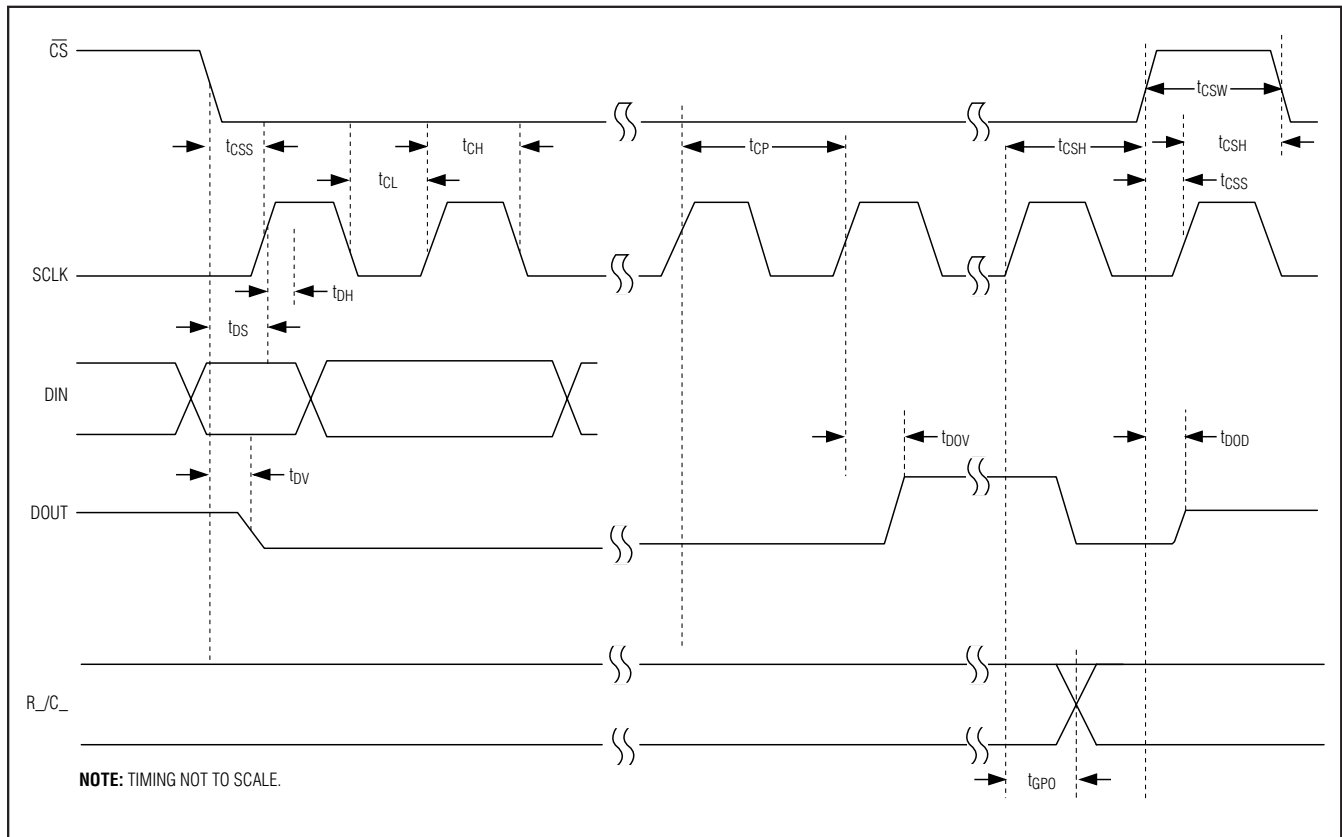 CS
tCSW
tCSS
tCH
tCP
tCSH
tCSH
tCL
tCSS
SCLK
tDH
tDS
DIN
tDOV
tDOD
tDV
DOUT
R_/C_
NOTE: TIMING NOT TO SCALE.
tGPO